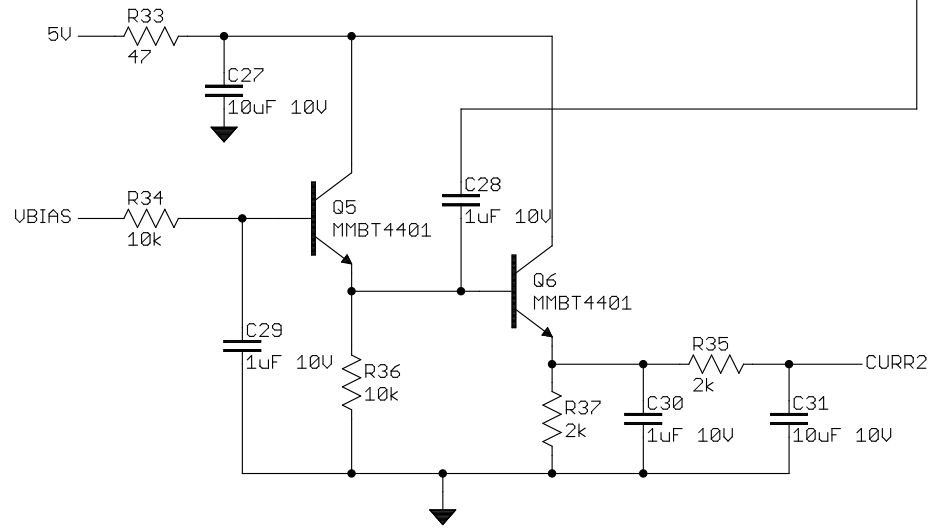 R33
5V
47
C27
10uF 10V
R34
VBIAS
10k
Q5
MMBT4401
C28
1uF 10V
Q6
MMBT4401
C29
1uF 10V
R36
10k
R35
CURR2
2k
R37
2k
C30
1uF 10V
C31
10uF 10V